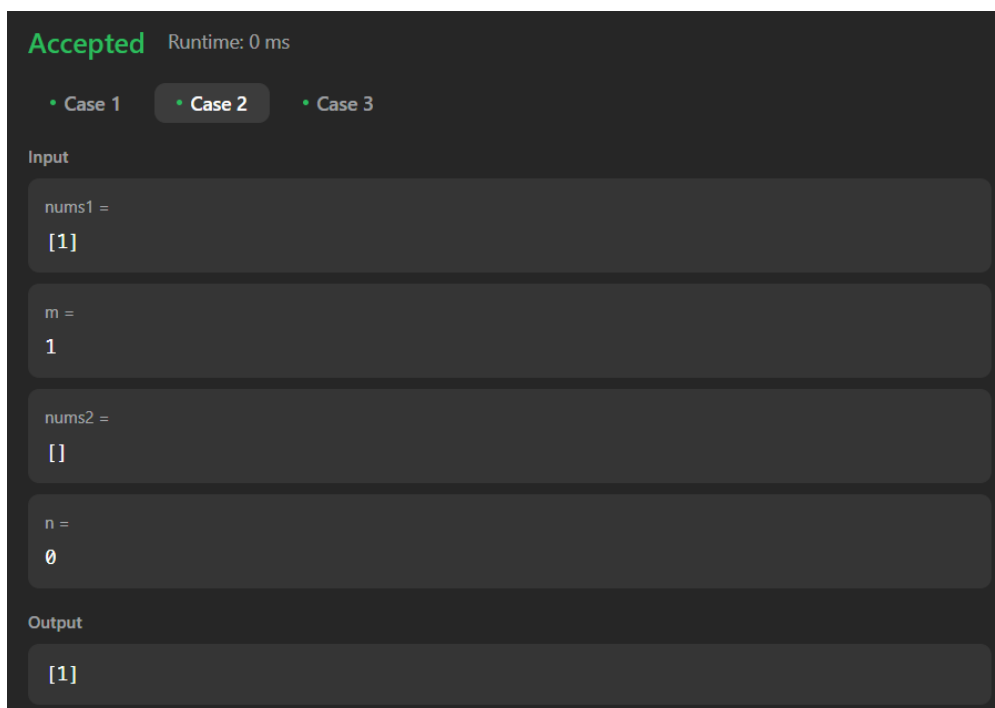 Accepted Runtime: 0 ms
• Case 1 • Case 2 • Case 3
Input
nums1 =
[1]
m =
1
nums2 =
[]
n =
0
Output
[1]